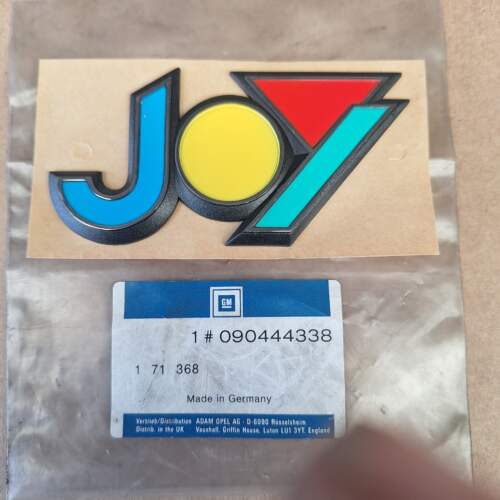 JOY
GM
1 # 090444338
1 71 368
Made in Germany
Vertrieb/Distribution ADAM OPEL AG - D-6090 Rüsselsheim
Distrib. in the UK Vauxhall, Griffin House, Luton LU1 3YT, England